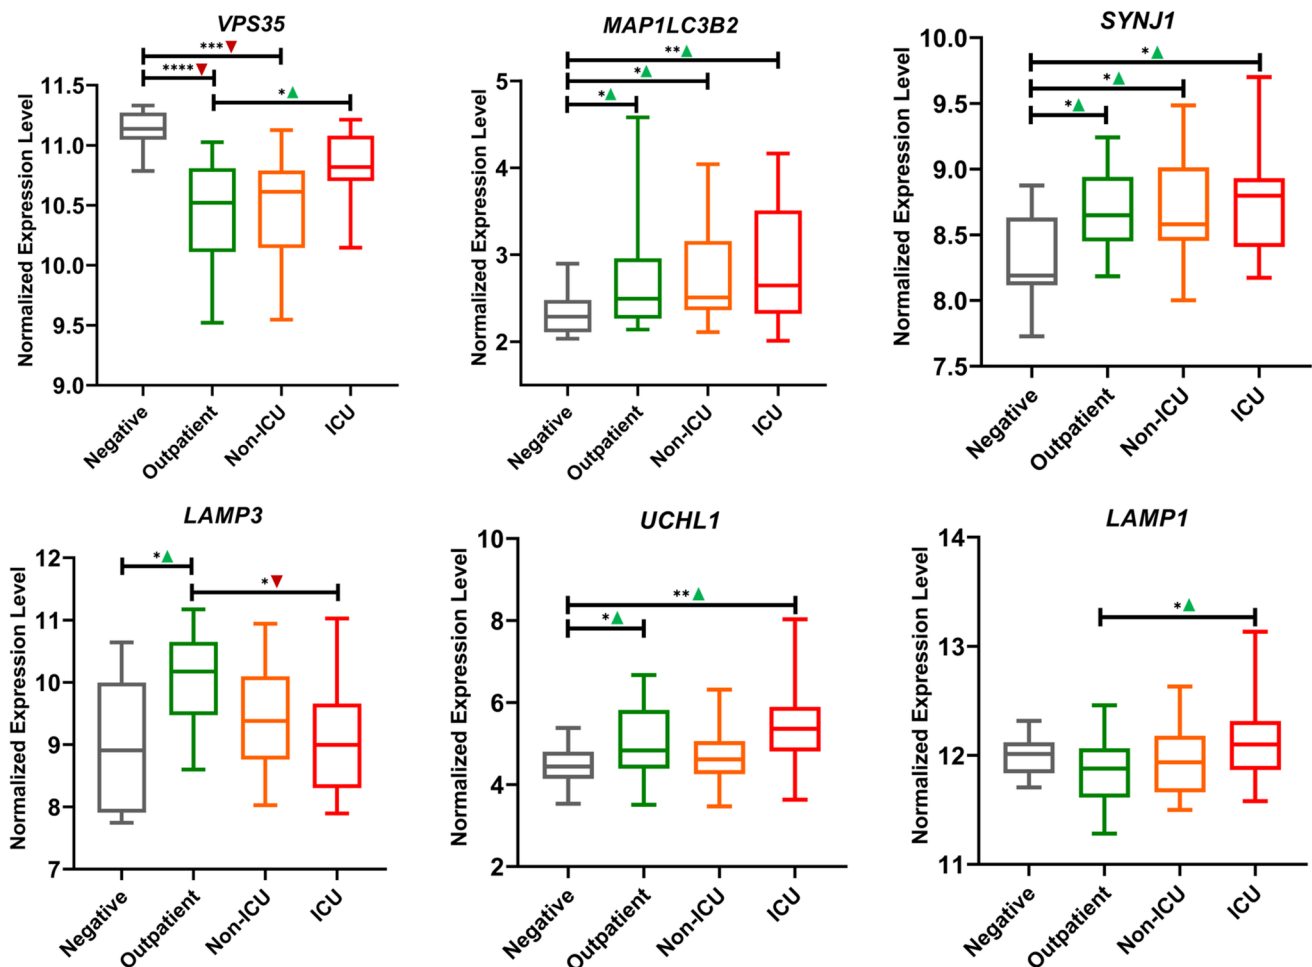 VPS35
***▼
****▼
*▲
Normalized Expression Level
11.5
11.0
10.5
10.0
9.5
9.0
Negative
Outpatient
Non-ICU
ICU
MAP1LC3B2
**▲
*▲
*▲
Normalized Expression Level
5
4
3
2
Negative
Outpatient
Non-ICU
ICU
SYNJ1
*▲
*▲
*▲
Normalized Expression Level
10.0
9.5
9.0
8.5
8.0
7.5
Negative
Outpatient
Non-ICU
ICU
LAMP3
*▲
*▼
Normalized Expression Level
12
11
10
9
8
7
Negative
Outpatient
Non-ICU
ICU
UCHL1
**▲
*▲
Normalized Expression Level
10
8
6
4
2
Negative
Outpatient
Non-ICU
ICU
LAMP1
*▲
Normalized Expression Level
14
13
12
11
Negative
Outpatient
Non-ICU
ICU